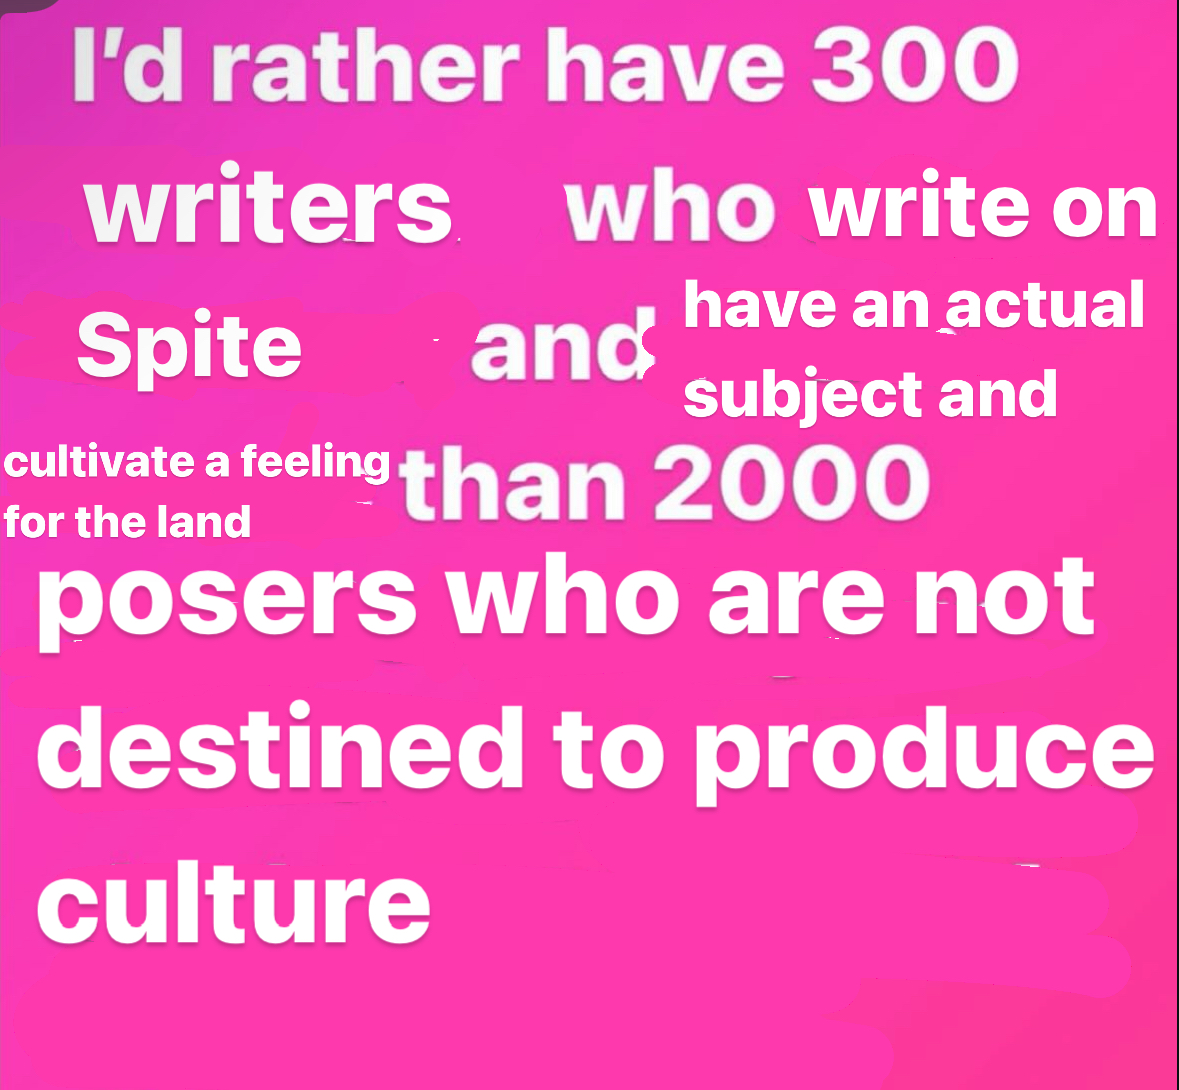 I'd rather have 300
writers who write on
Spite and have an actual
subject and
cultivate a feeling
for the land
than 2000
posers who are not
destined to produce
culture